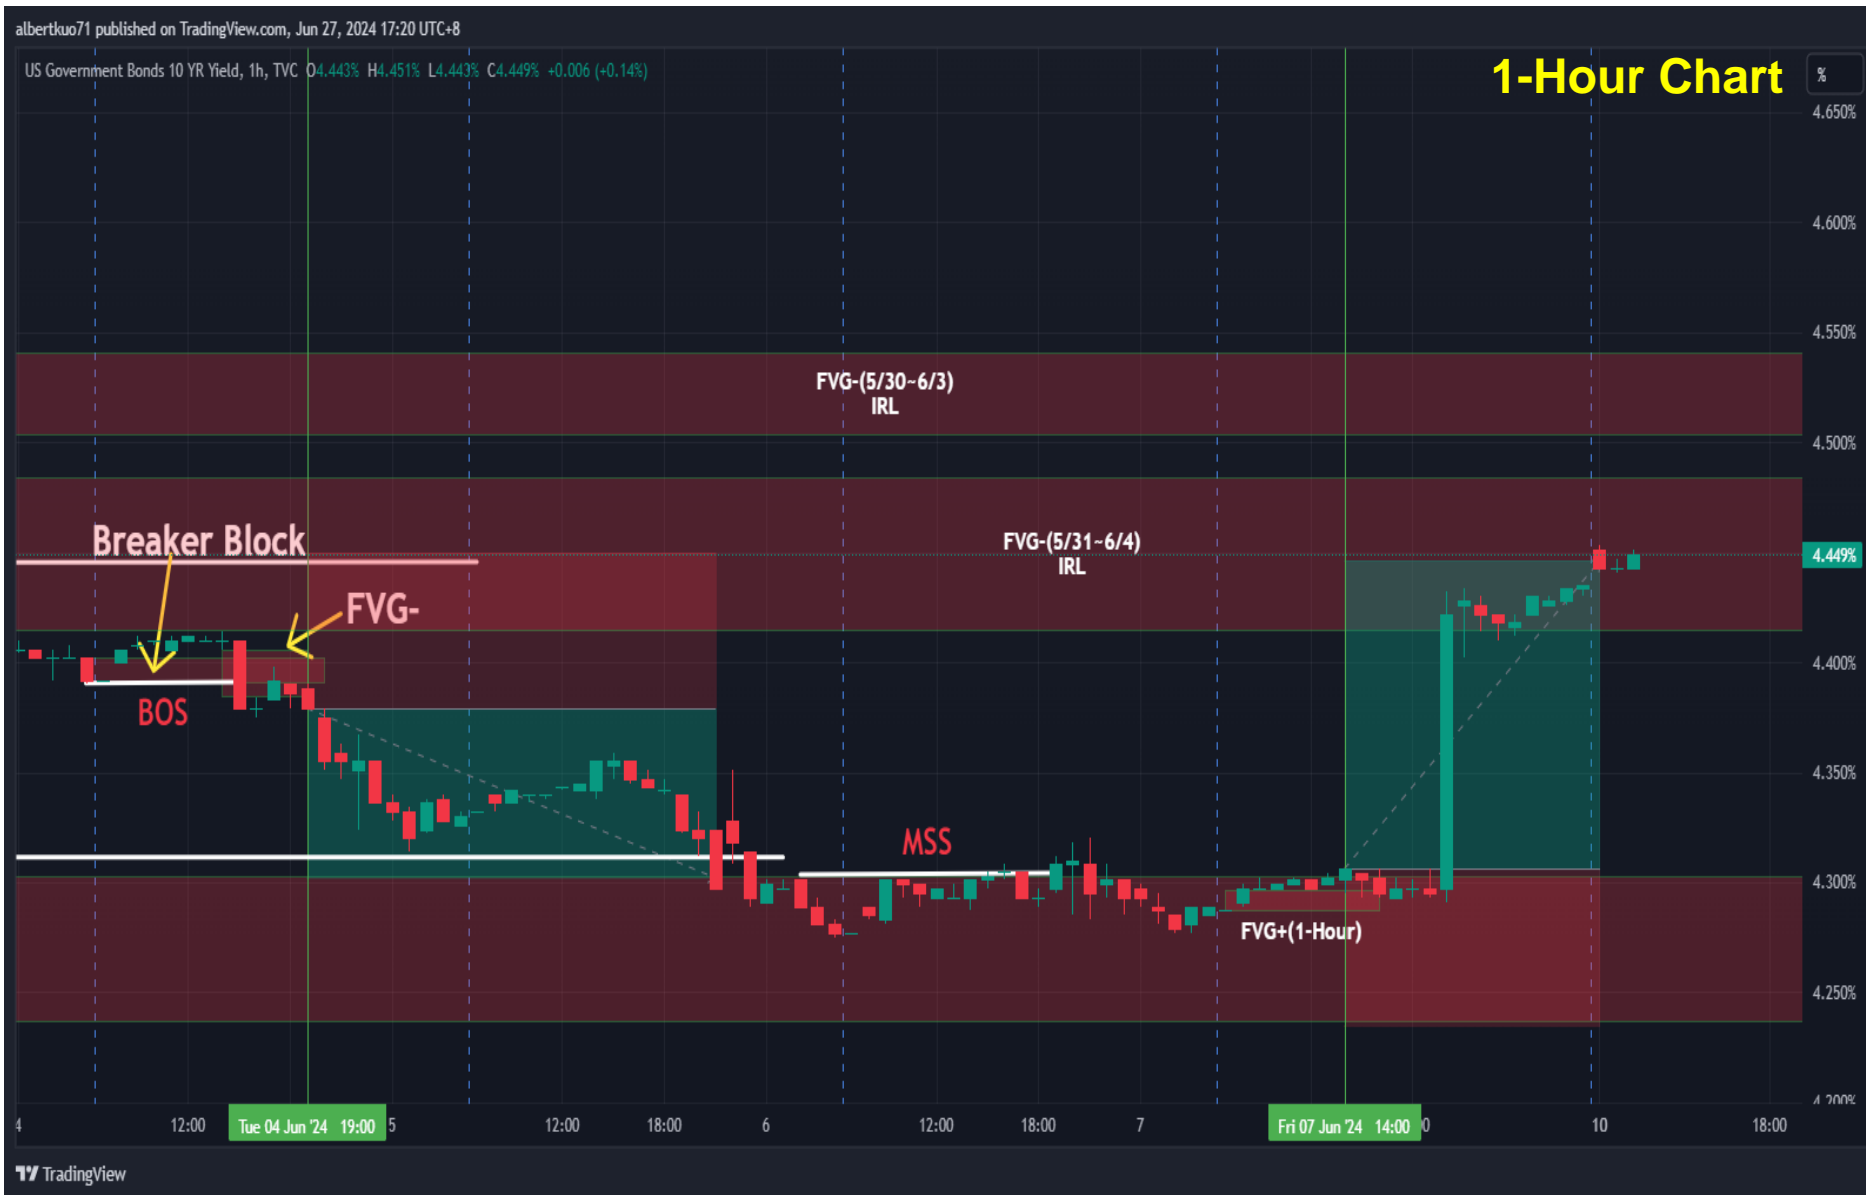 albertkuo71 published on TradingView.com, Jun 27, 2024 17:20 UTC+8
US Government Bonds 10 YR Yield, 1h, TVC O4.443% H4.451% L4.443% C4.449% +0.006 (+0.14%)
1-Hour Chart
%
4.650%
4.600%
4.550%
FVG-(5/30~6/3)
IRL
4.500%
Breaker Block
FVG-(5/31~6/4)
IRL
4.449%
FVG-
4.400%
BOS
4.350%
MSS
4.300%
FVG+(1-Hour)
4.250%
4.200%
4 12:00 Tue 04 Jun '24 19:00 5 12:00 18:00 6 12:00 18:00 7 Fri 07 Jun '24 14:00 10 18:00
TradingView